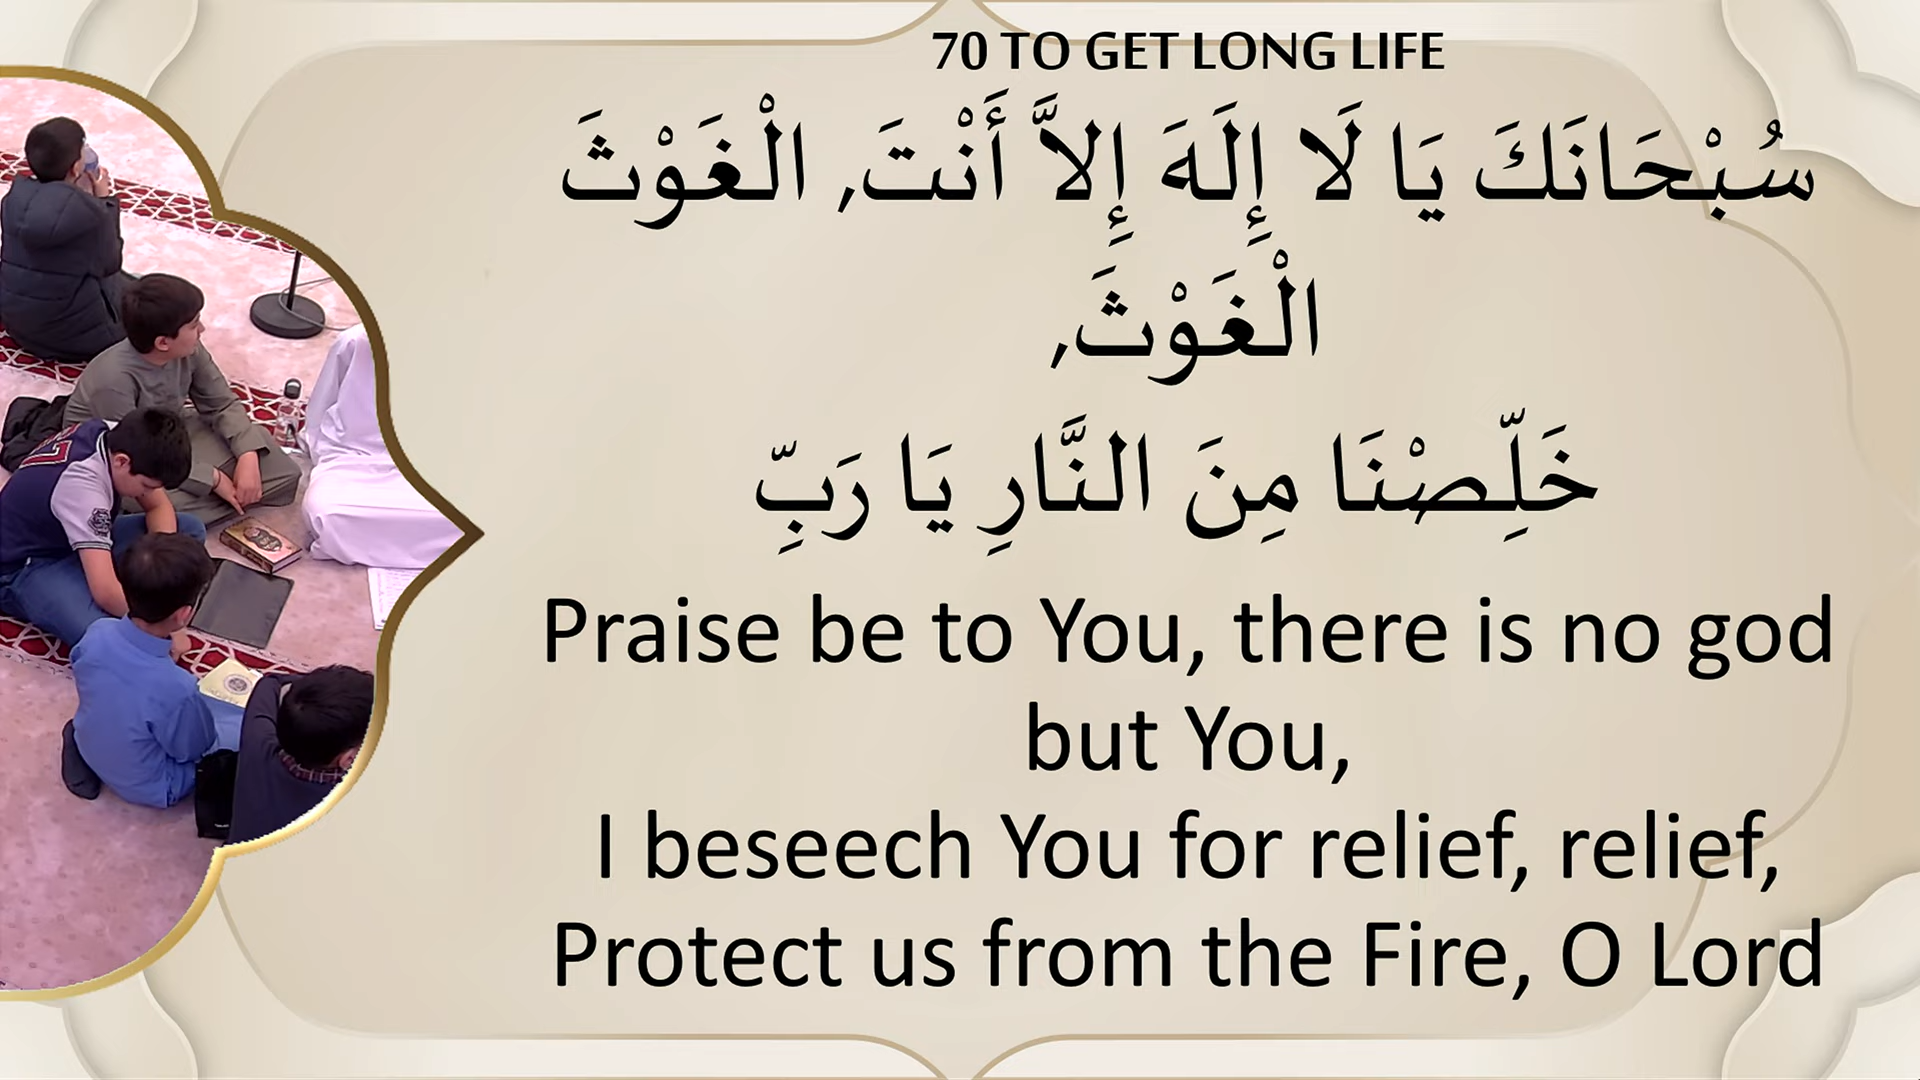 70 TO GET LONG LIFE
سُبْحَانَكَ يَا لَا إِلَهَ إِلاَّ أَنْتَ, الْغَوْثَ
الْغَوْثَ,
خَلِّصْنَا مِنَ النَّارِ يَا رَبِّ
Praise be to You, there is no god
but You,
I beseech You for relief, relief,
Protect us from the Fire, O Lord